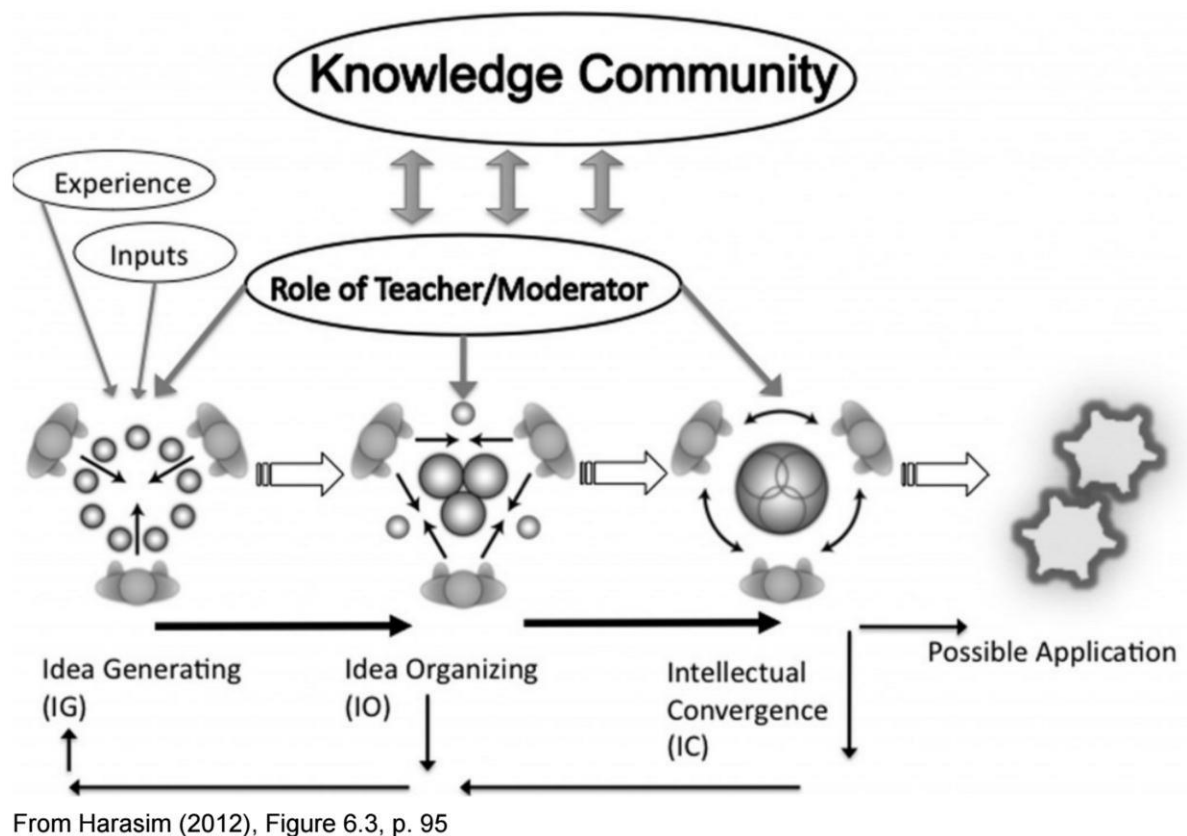 Knowledge Community
Experience
Inputs
Role of Teacher/Moderator
Idea Generating
(IG)
Idea Organizing
(IO)
Intellectual
Convergence
(IC)
Possible Application
From Harasim (2012), Figure 6.3, p. 95